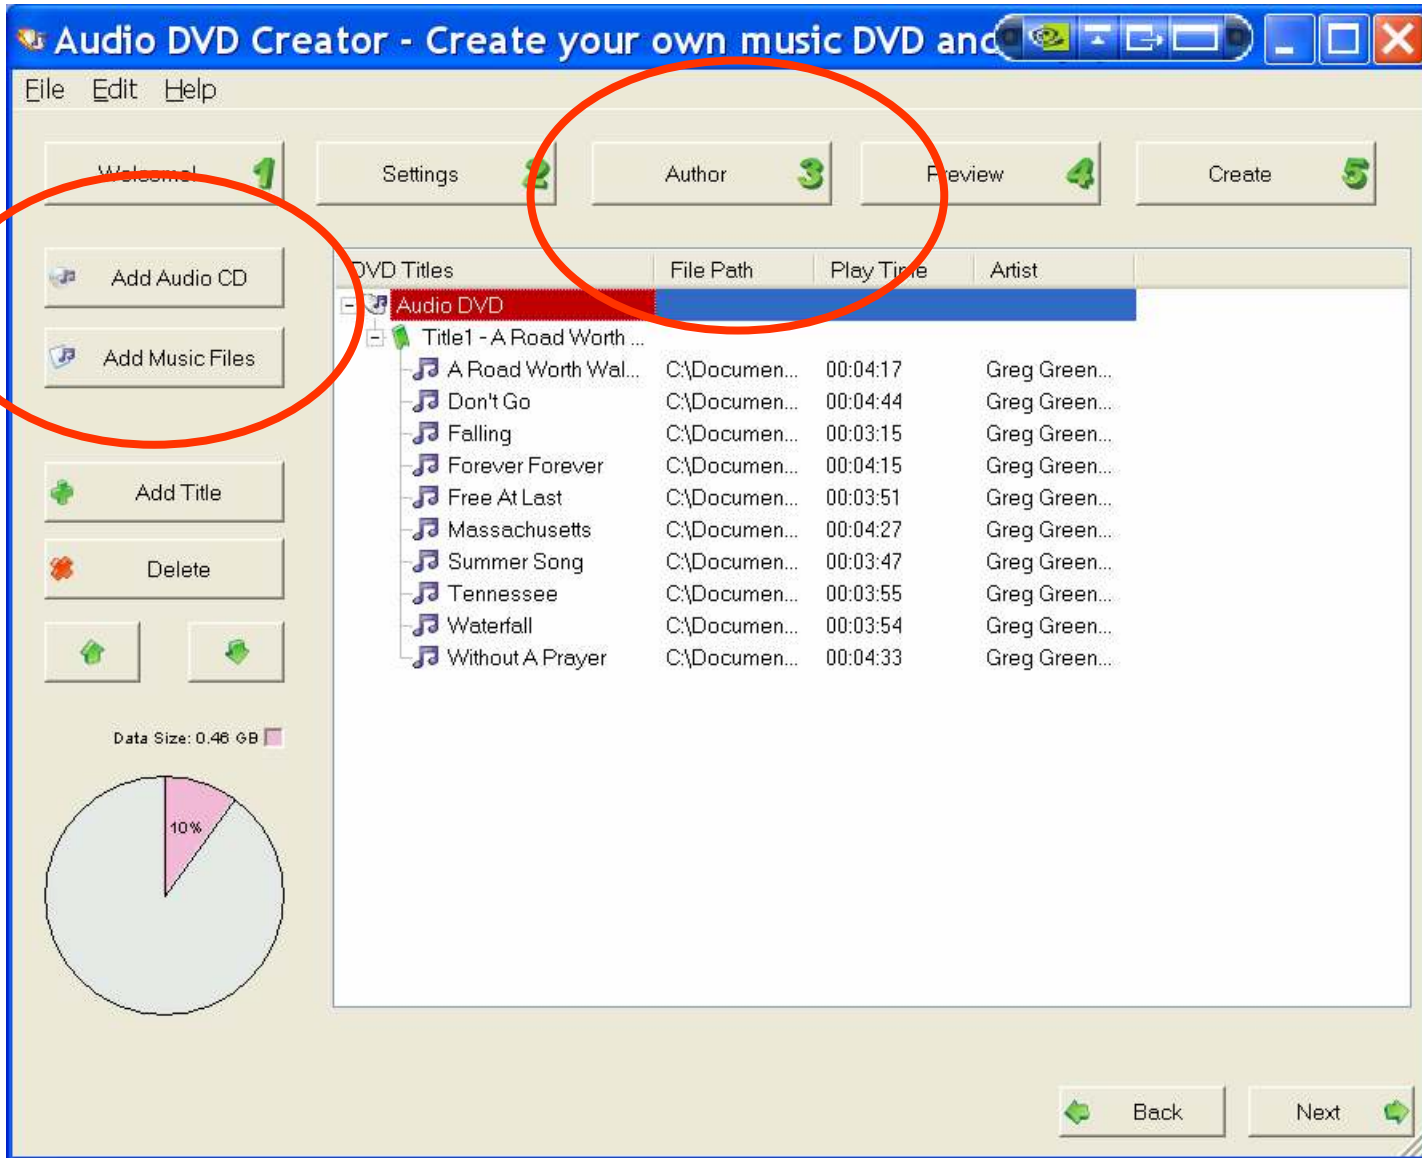 Audio DVD Creator - Create your own music DVD and
File Edit Help
Welcome! 1 Settings 2 Author 3 Preview 4 Create 5
Add Audio CD
Add Music Files
Add Title
Delete
Data Size: 0.46 GB
10%
DVD Titles File Path Play Time Artist
Audio DVD
Title1 - A Road Worth ...
A Road Worth Wal... C:\Documen... 00:04:17 Greg Green...
Don't Go C:\Documen... 00:04:44 Greg Green...
Falling C:\Documen... 00:03:15 Greg Green...
Forever Forever C:\Documen... 00:04:15 Greg Green...
Free At Last C:\Documen... 00:03:51 Greg Green...
Massachusetts C:\Documen... 00:04:27 Greg Green...
Summer Song C:\Documen... 00:03:47 Greg Green...
Tennessee C:\Documen... 00:03:55 Greg Green...
Waterfall C:\Documen... 00:03:54 Greg Green...
Without A Prayer C:\Documen... 00:04:33 Greg Green...
Back Next